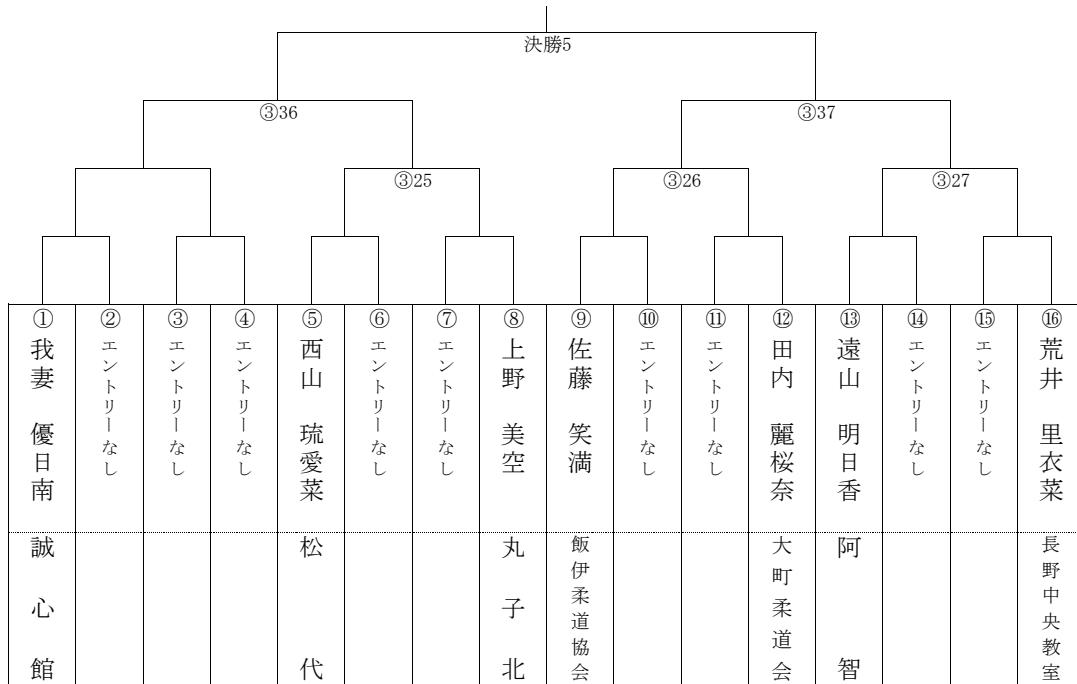 決勝5
③36
③37
③25
③26
③27
①
我妻 優日南
誠心館
②
エントリーなし
③
エントリーなし
④
エントリーなし
⑤
西山 琉愛菜
松代
⑥
エントリーなし
⑦
エントリーなし
⑧
上野 美空
丸子北
⑨
佐藤 笑満
飯伊柔道協会
⑩
エントリーなし
⑪
エントリーなし
⑫
田内 麗桜奈
大町柔道会
⑬
遠山 明日香
阿智
⑭
エントリーなし
⑮
エントリーなし
⑯
荒井 里衣菜
長野中央教室